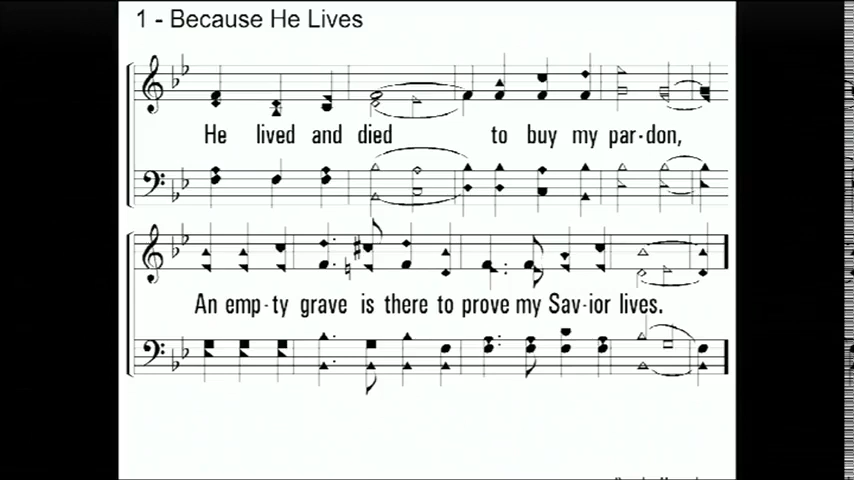 1 - Because He Lives
He lived and died to buy my par-don,
An emp-ty grave is there to prove my Sav-ior lives.